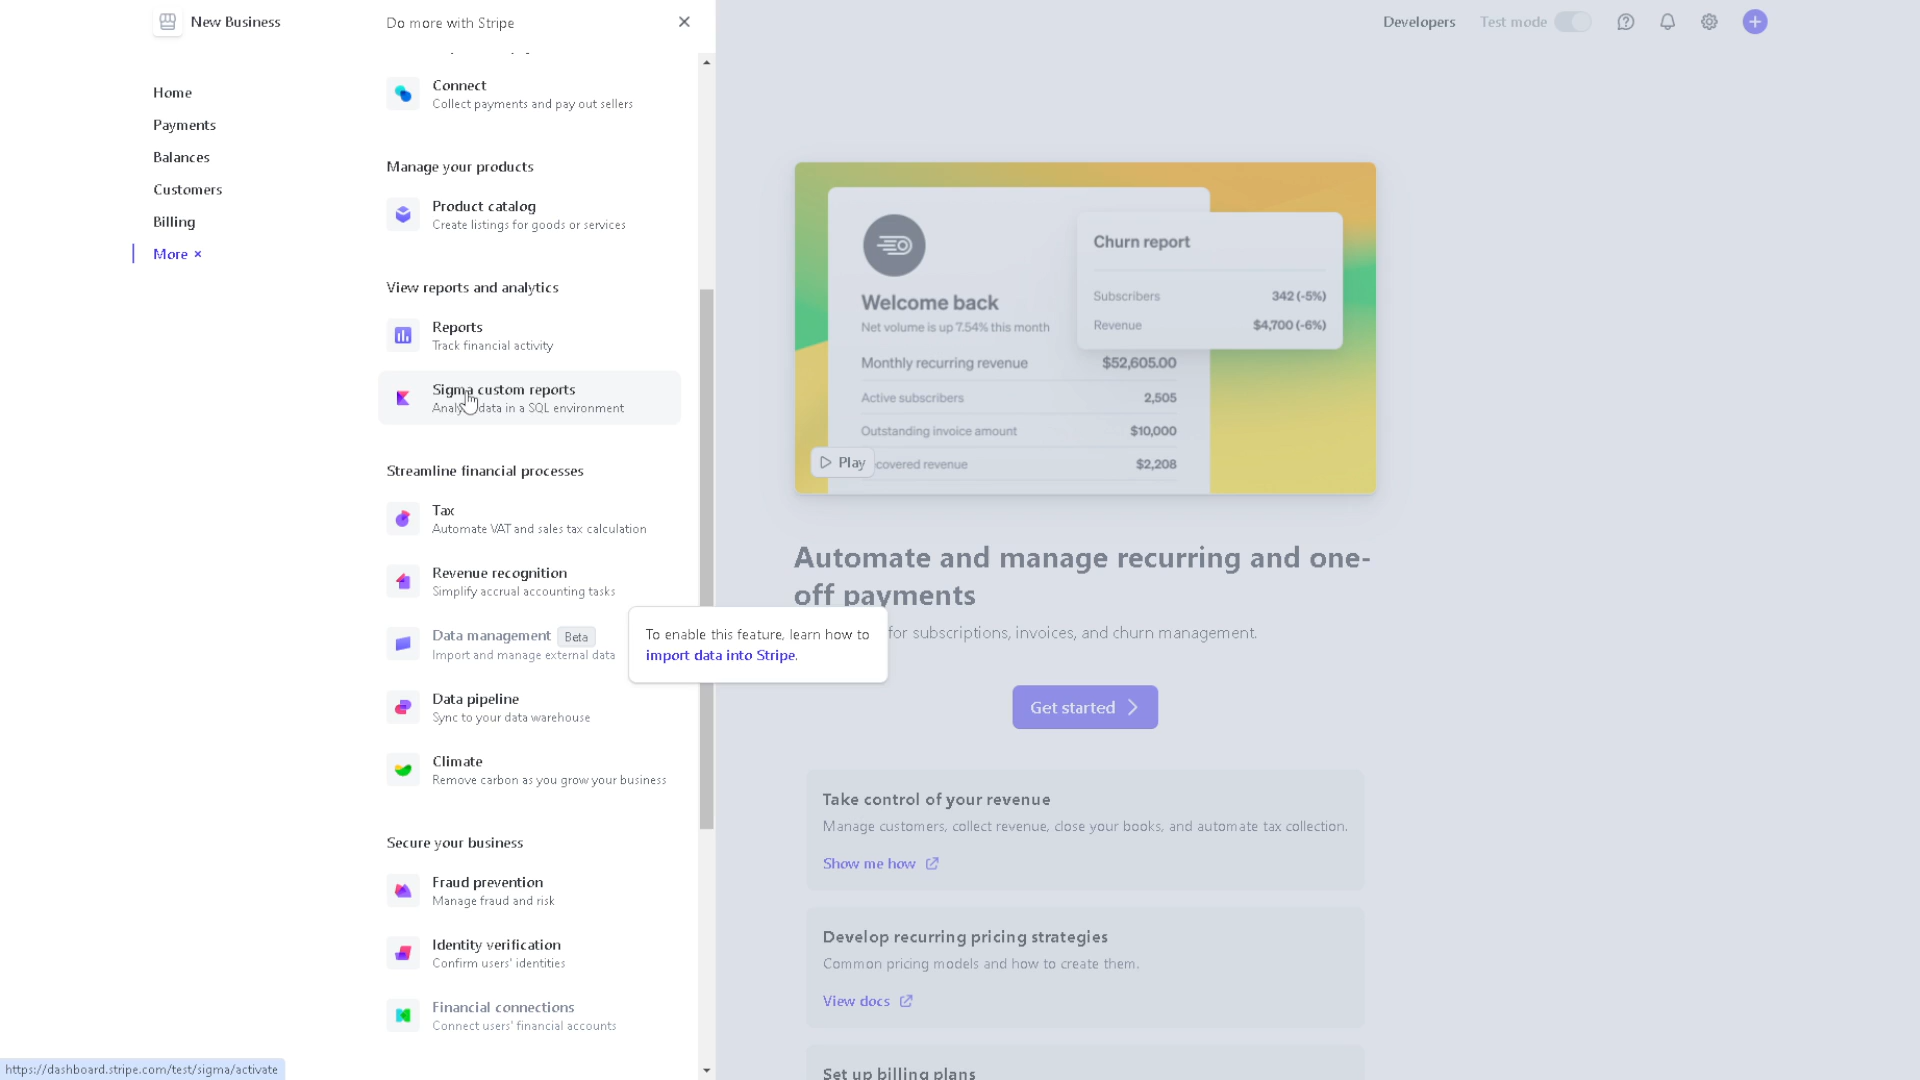 New Business
Home
Payments
Balances
Customers
Billing
More ×
Do more with Stripe
Connect
Collect payments and pay out sellers
Manage your products
Product catalog
Create listings for goods or services
View reports and analytics
Reports
Track financial activity
Sigma custom reports
data in a SQL environment
Streamline financial processes
Tax
Automate VAT and sales tax calculation
Revenue recognition
Simplify accrual accounting tasks
Data management Beta
Import and manage external data
To enable this feature, learn how to
import data into Stripe.
Data pipeline
Sync to your data warehouse
Climate
Remove carbon as you grow your business
Secure your business
Fraud prevention
Manage fraud and risk
Identity verification
Confirm users' identities
Financial connections
Connect users' financial accounts
https://dashboard.stripe.com/test/sigma/activate
Developers
Test mode
Welcome back
Net volume is up 7.54% this month
Monthly recurring revenue $52,605.00
Active subscribers 2,505
Outstanding invoice amount $10,000
covered revenue $2,208
Play
Churn report
Subscribers 342 (-5%)
Revenue $4,700 (-6%)
Automate and manage recurring and one-
off payments
for subscriptions, invoices, and churn management.
Get started
Take control of your revenue
Manage customers, collect revenue, close your books, and automate tax collection.
Show me how
Develop recurring pricing strategies
Common pricing models and how to create them.
View docs
Set up billing plans